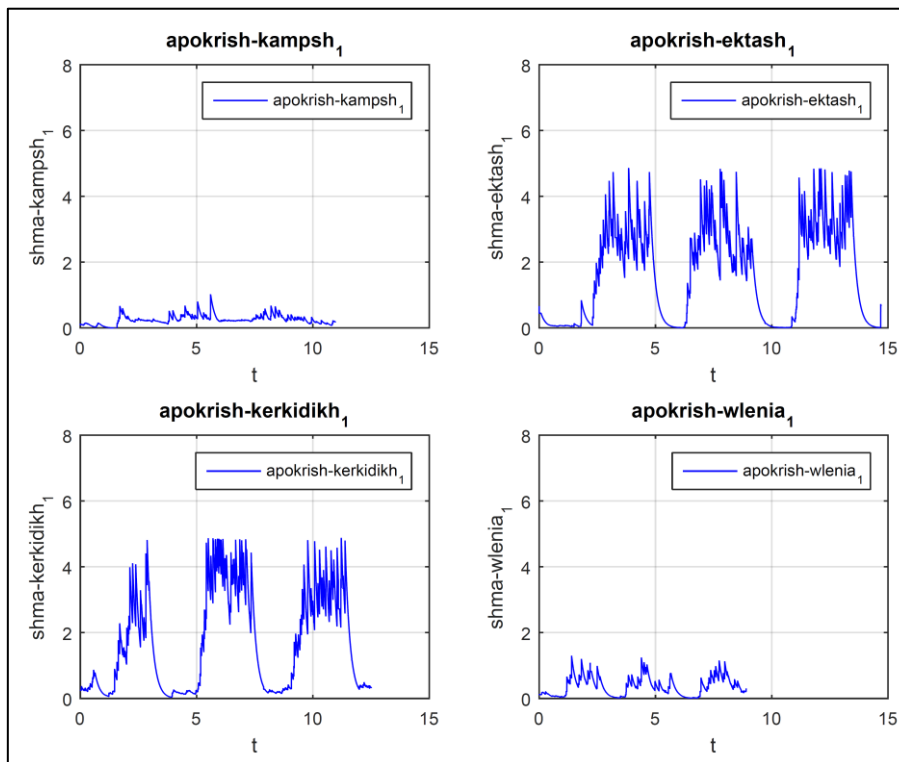 apokrish-kampsh₁
8
6
4
2
0
shma-kampsh₁
apokrish-kampsh₁
0 5 10 15
t
apokrish-ektash₁
8
6
4
2
0
shma-ektash₁
apokrish-ektash₁
0 5 10 15
t
apokrish-kerkidikh₁
8
6
4
2
0
shma-kerkidikh₁
apokrish-kerkidikh₁
0 5 10 15
t
apokrish-wlenia₁
8
6
4
2
0
shma-wlenia₁
apokrish-wlenia₁
0 5 10 15
t